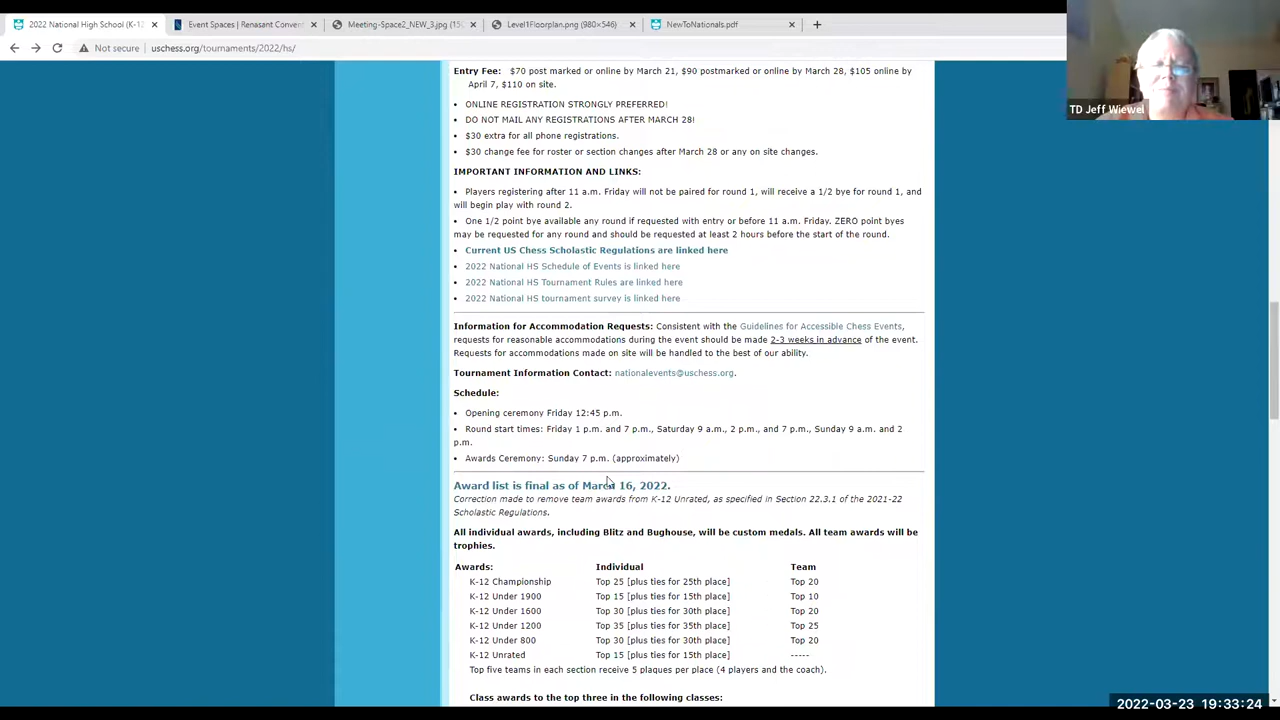 2022 National High School (K-1
Event Spaces | Renasant Conven
Meeting-Space2_NEW_3.jpg (15
Level1Floorplan.png (980×546)
NewToNationals.pdf
Not secure uschess.org/tournaments/2022/hs/
TD Jeff Wiewel
Entry Fee: $70 post marked or online by March 21, $90 postmarked or online by March 28, $105 online by
April 7, $110 on site.
• ONLINE REGISTRATION STRONGLY PREFERRED!
• DO NOT MAIL ANY REGISTRATIONS AFTER MARCH 28!
• $30 extra for all phone registrations.
• $30 change fee for roster or section changes after March 28 or any on site changes.
IMPORTANT INFORMATION AND LINKS:
• Players registering after 11 a.m. Friday will not be paired for round 1, will receive a 1/2 bye for round 1, and
will begin play with round 2.
• One 1/2 point bye available any round if requested with entry or before 11 a.m. Friday. ZERO point byes
may be requested for any round and should be requested at least 2 hours before the start of the round.
• Current US Chess Scholastic Regulations are linked here
• 2022 National HS Schedule of Events is linked here
• 2022 National HS Tournament Rules are linked here
• 2022 National HS tournament survey is linked here
Information for Accommodation Requests: Consistent with the Guidelines for Accessible Chess Events,
requests for reasonable accommodations during the event should be made 2-3 weeks in advance of the event.
Requests for accommodations made on site will be handled to the best of our ability.
Tournament Information Contact: nationalevents@uschess.org.
Schedule:
• Opening ceremony Friday 12:45 p.m.
• Round start times: Friday 1 p.m. and 7 p.m., Saturday 9 a.m., 2 p.m., and 7 p.m., Sunday 9 a.m. and 2
p.m.
• Awards Ceremony: Sunday 7 p.m. (approximately)
Award list is final as of March 16, 2022.
Correction made to remove team awards from K-12 Unrated, as specified in Section 22.3.1 of the 2021-22
Scholastic Regulations.
All individual awards, including Blitz and Bughouse, will be custom medals. All team awards will be
trophies.
Awards: Individual Team
K-12 Championship Top 25 [plus ties for 25th place] Top 20
K-12 Under 1900 Top 15 [plus ties for 15th place] Top 10
K-12 Under 1600 Top 30 [plus ties for 30th place] Top 20
K-12 Under 1200 Top 35 [plus ties for 35th place] Top 25
K-12 Under 800 Top 30 [plus ties for 30th place] Top 20
K-12 Unrated Top 15 [plus ties for 15th place] -----
Top five teams in each section receive 5 plaques per place (4 players and the coach).
Class awards to the top three in the following classes:
2022-03-23 19:33:24